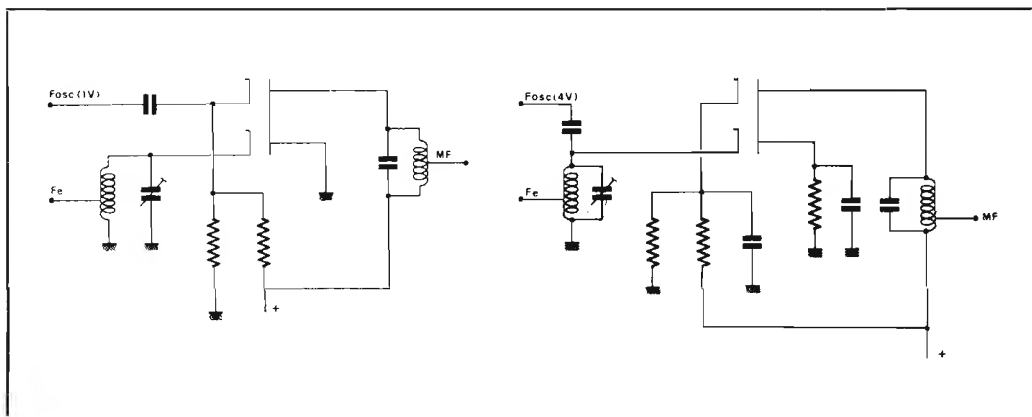 Fosc(1V)
Fe
MF
+
Fosc(4V)
Fe
MF
+